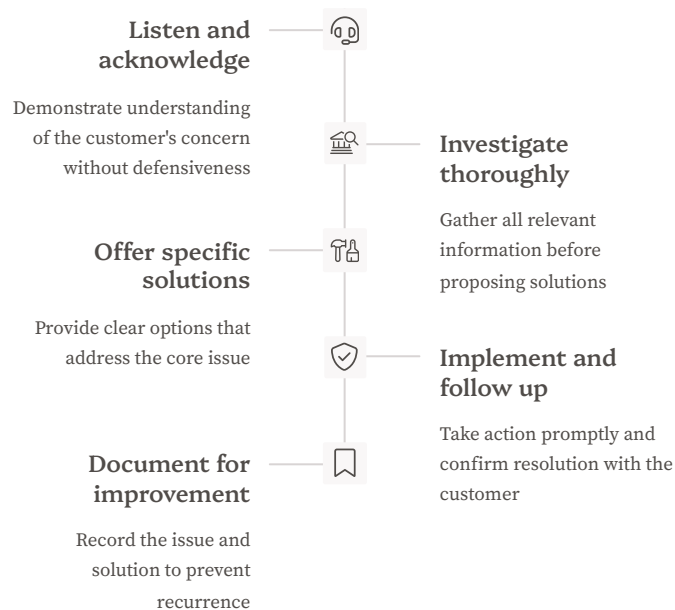 Listen and
acknowledge
Demonstrate understanding
of the customer's concern
without defensiveness
Investigate
thoroughly
Gather all relevant
information before
proposing solutions
Offer specific
solutions
Provide clear options that
address the core issue
Implement and
follow up
Take action promptly and
confirm resolution with the
customer
Document for
improvement
Record the issue and
solution to prevent
recurrence